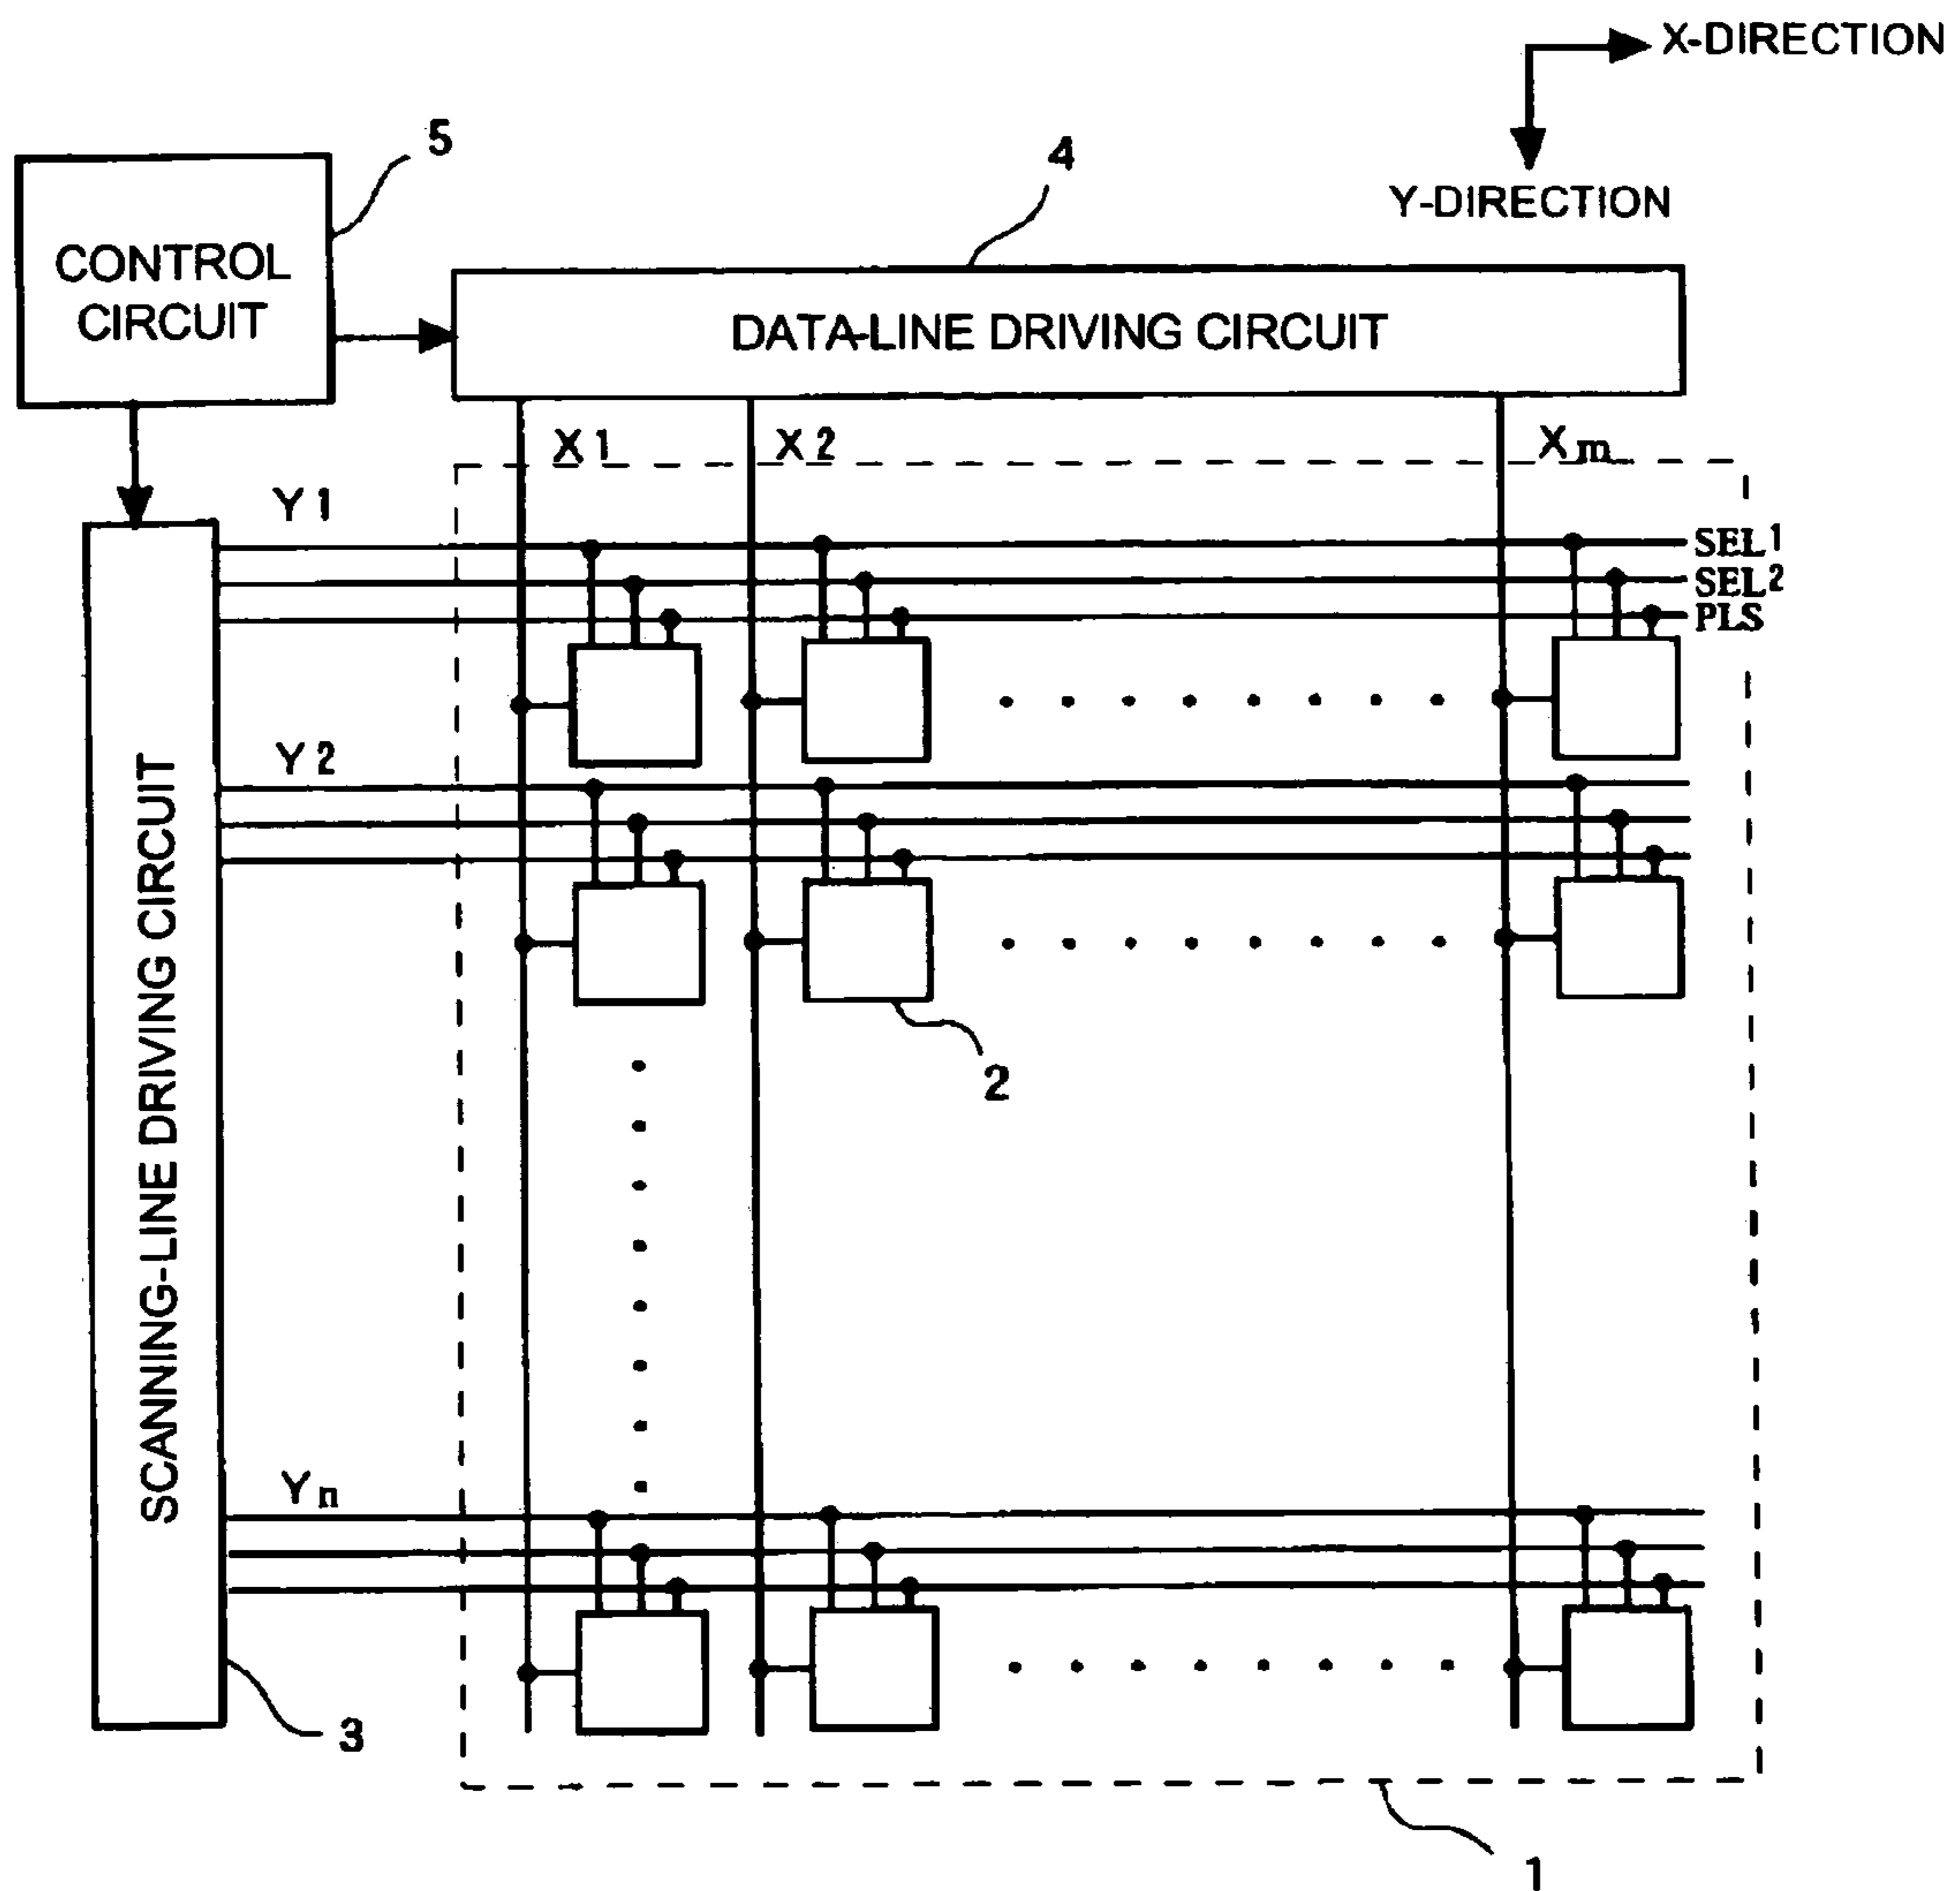 X-DIRECTION
5
4
Y-DIRECTION
CONTROL
CIRCUIT
DATA-LINE DRIVING CIRCUIT
X1
X2
Xm
Y1
SEL1
SEL2
PLS
Y2
SCANNING-LINE DRIVING CIRCUIT
2
Yn
3
1